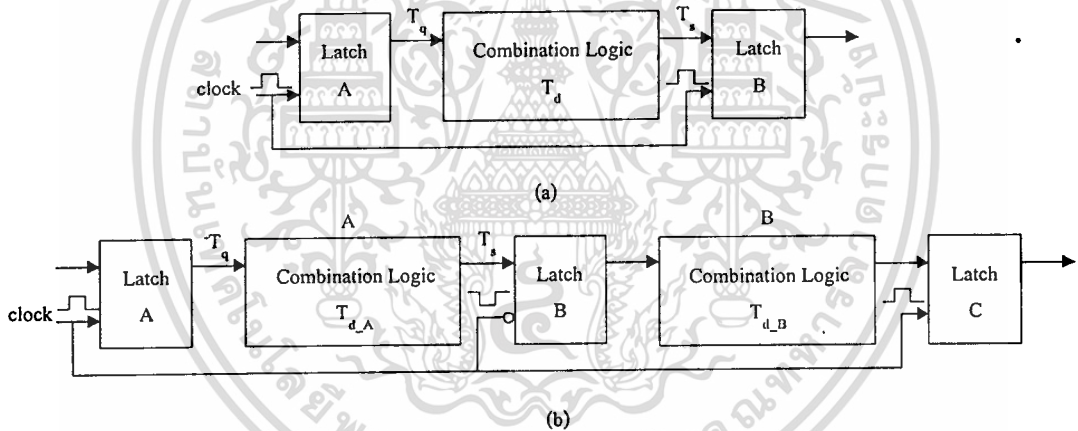 T_q
T_s
Latch
A
Combination Logic
T_d
Latch
B
clock
(a)
A
B
T_q
T_s
Latch
A
Combination Logic
T_d_A
Latch
B
Combination Logic
T_d_B
Latch
C
clock
(b)